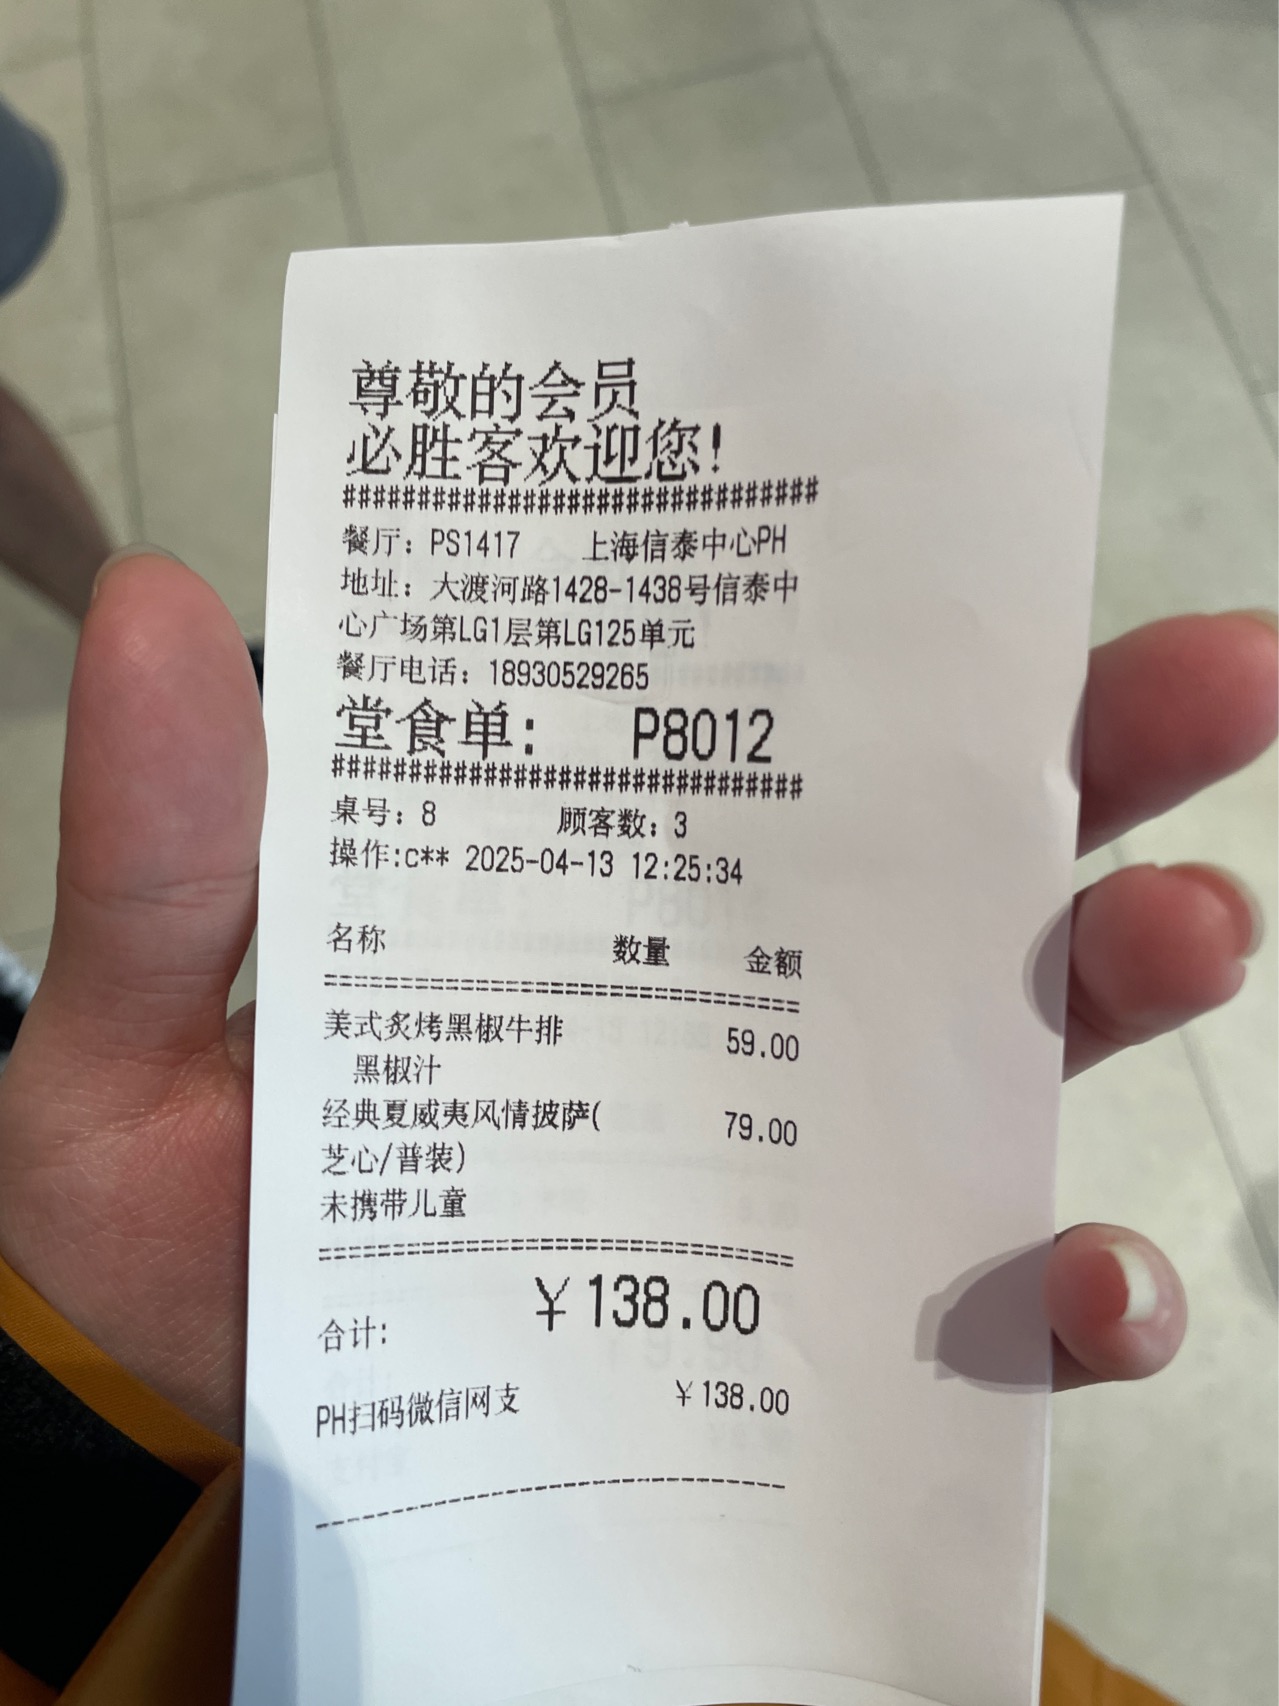 尊敬的会员
必胜客欢迎您!
################################
餐厅: PS1417 上海信泰中心PH
地址: 大渡河路1428-1438号信泰中
心广场第LG1层第LG125单元
餐厅电话: 18930529265
堂食单: P8012
################################
桌号: 8 顾客数: 3
操作:c** 2025-04-13 12:25:34
名称 数量 金额
================================
美式炙烤黑椒牛排 59.00
黑椒汁
经典夏威夷风情披萨( 79.00
芝心/普装)
未携带儿童
================================
合计: ￥138.00
PH扫码微信网支 ￥138.00
--------------------------------